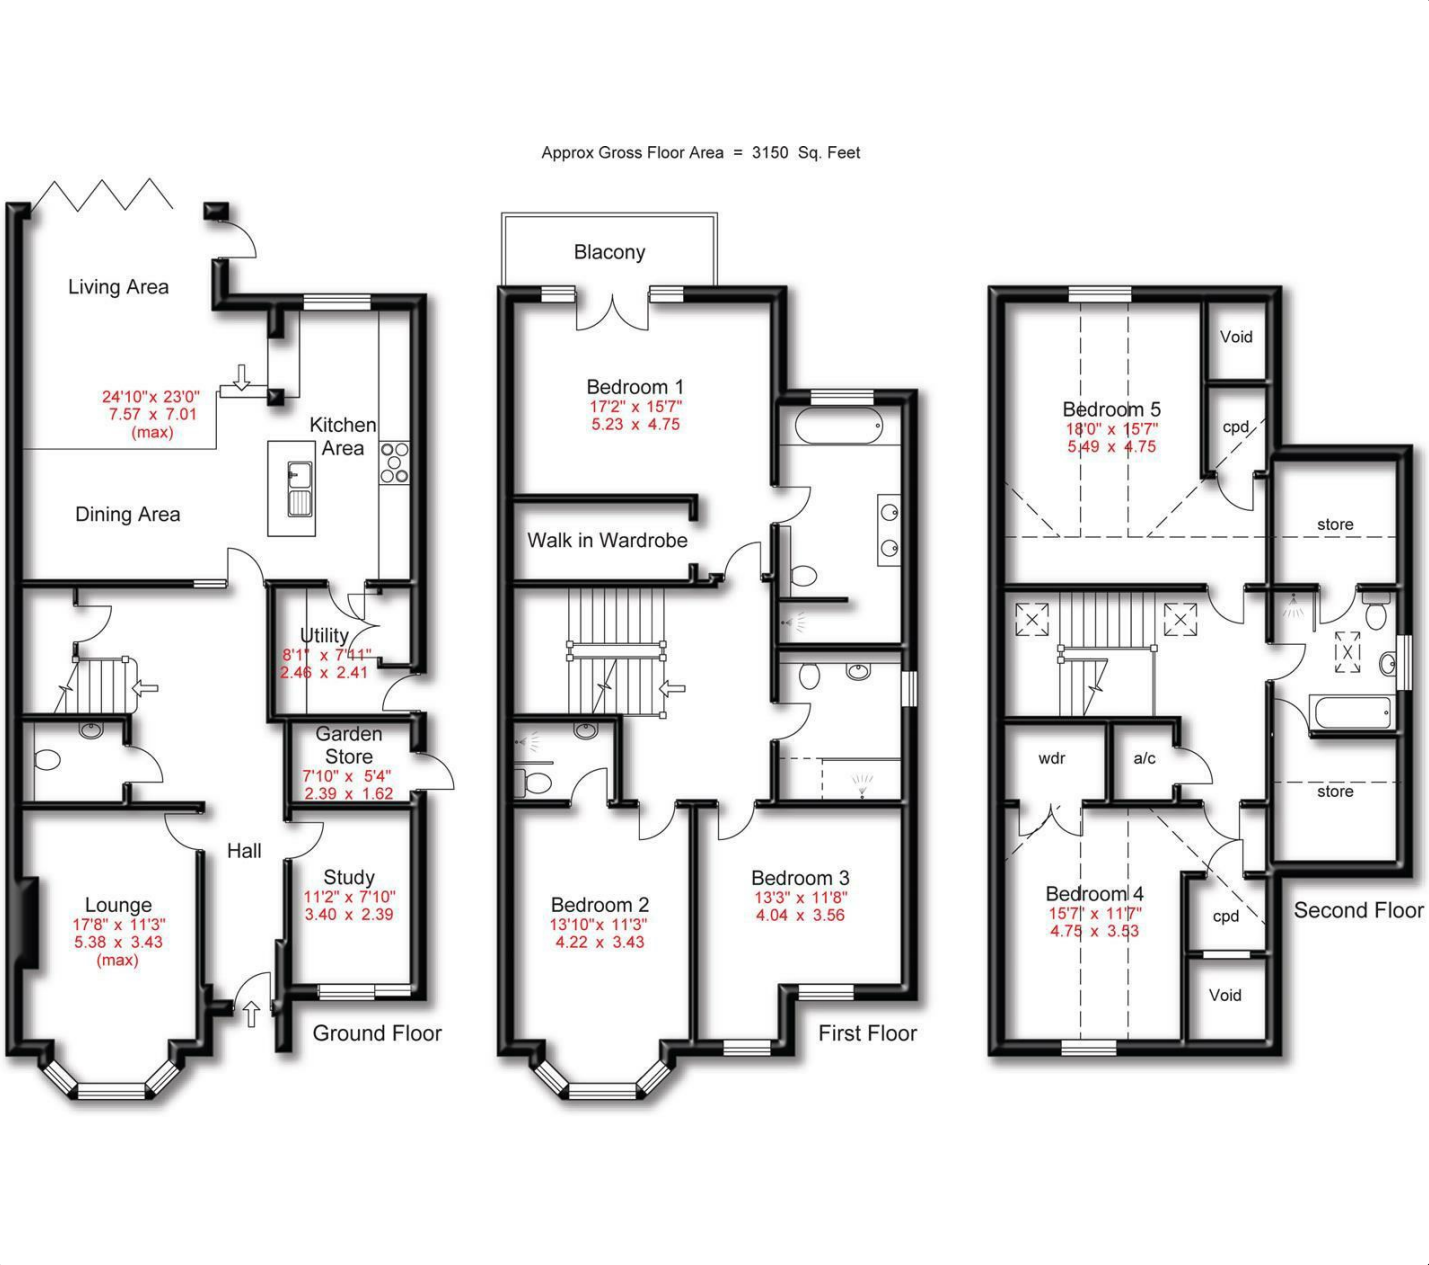 Approx Gross Floor Area = 3150 Sq. Feet
Living Area
24'10"x 23'0"
7.57 x 7.01
(max)
Kitchen
Area
Dining Area
Utility
8'1" x 7'11"
2.46 x 2.41
Garden
Store
7'10" x 5'4"
2.39 x 1.62
Hall
Study
11'2" x 7'10"
3.40 x 2.39
Lounge
17'8" x 11'3"
5.38 x 3.43
(max)
Ground Floor
Blacony
Bedroom 1
17'2" x 15'7"
5.23 x 4.75
Walk in Wardrobe
Bedroom 2
13'10"x 11'3"
4.22 x 3.43
Bedroom 3
13'3" x 11'8"
4.04 x 3.56
First Floor
Void
Bedroom 5
18'0" x 15'7"
5.49 x 4.75
cpd
store
wdr
a/c
store
Bedroom 4
15'7" x 11'7"
4.75 x 3.53
cpd
Void
Second Floor